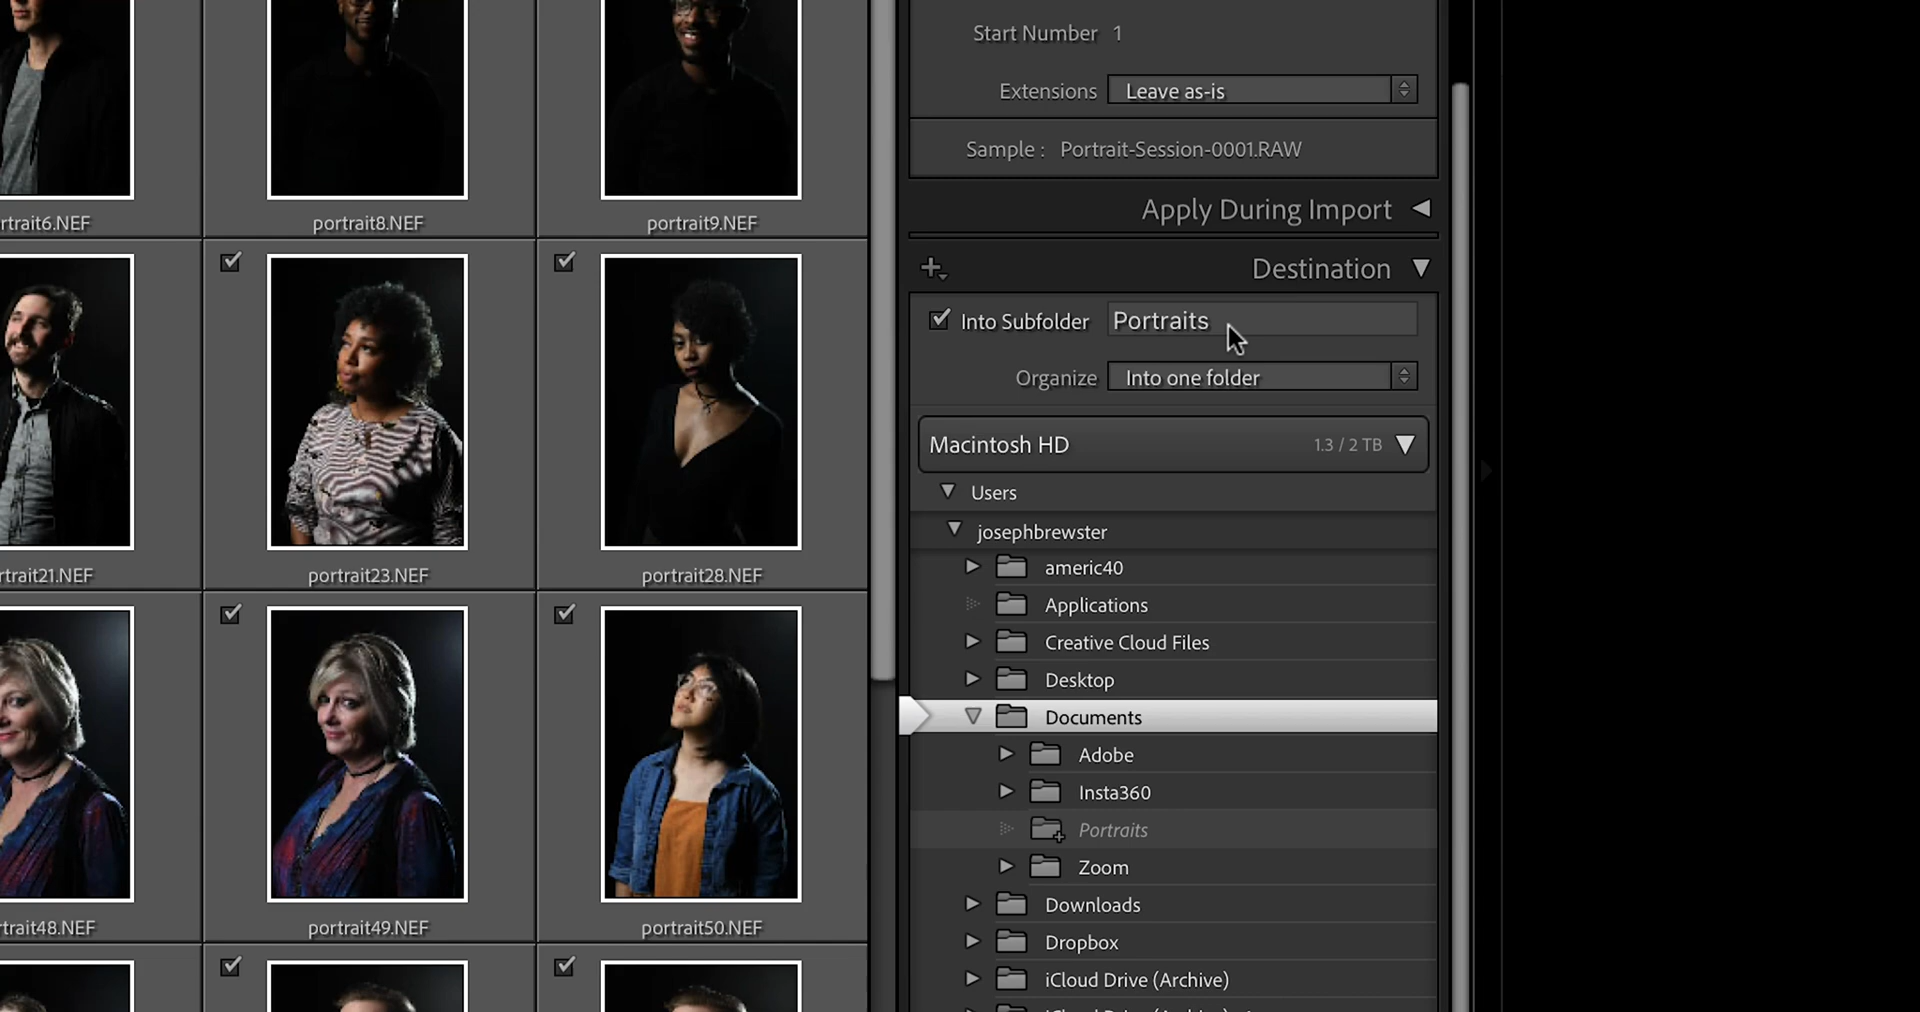 Start Number 1
Extensions Leave as-is
Sample : Portrait-Session-0001.RAW
Apply During Import
Destination
Into Subfolder Portraits
Organize Into one folder
Macintosh HD 1.3 / 2 TB
Users
josephbrewster
americ40
Applications
Creative Cloud Files
Desktop
Documents
Adobe
Insta360
Portraits
Zoom
Downloads
Dropbox
iCloud Drive (Archive)
rtrait6.NEF
portrait8.NEF
portrait9.NEF
rtrait21.NEF
portrait23.NEF
portrait28.NEF
rtrait48.NEF
portrait49.NEF
portrait50.NEF